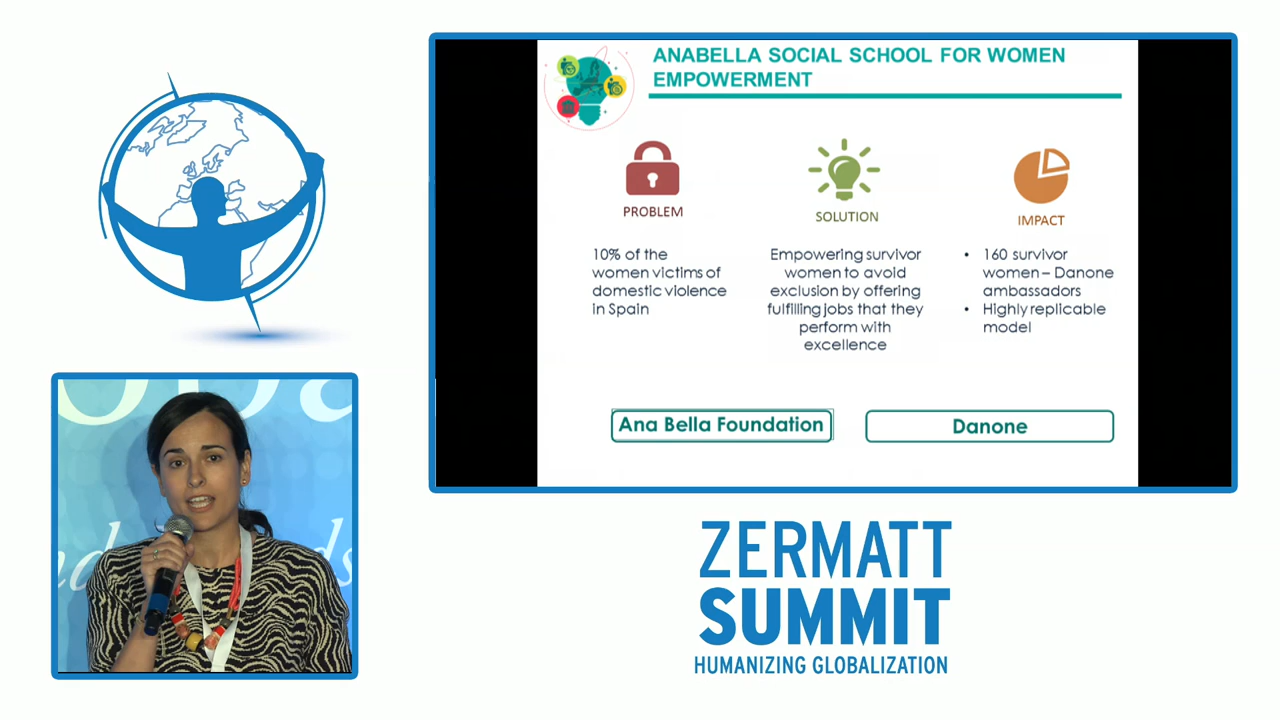 ANABELLA SOCIAL SCHOOL FOR WOMEN
EMPOWERMENT
PROBLEM
10% of the
women victims of
domestic violence
in Spain
SOLUTION
Empowering survivor
women to avoid
exclusion by offering
fulfilling jobs that they
perform with
excellence
IMPACT
• 160 survivor
women – Danone
ambassadors
• Highly replicable
model
Ana Bella Foundation
Danone
ZERMATT
SUMMIT
HUMANIZING GLOBALIZATION